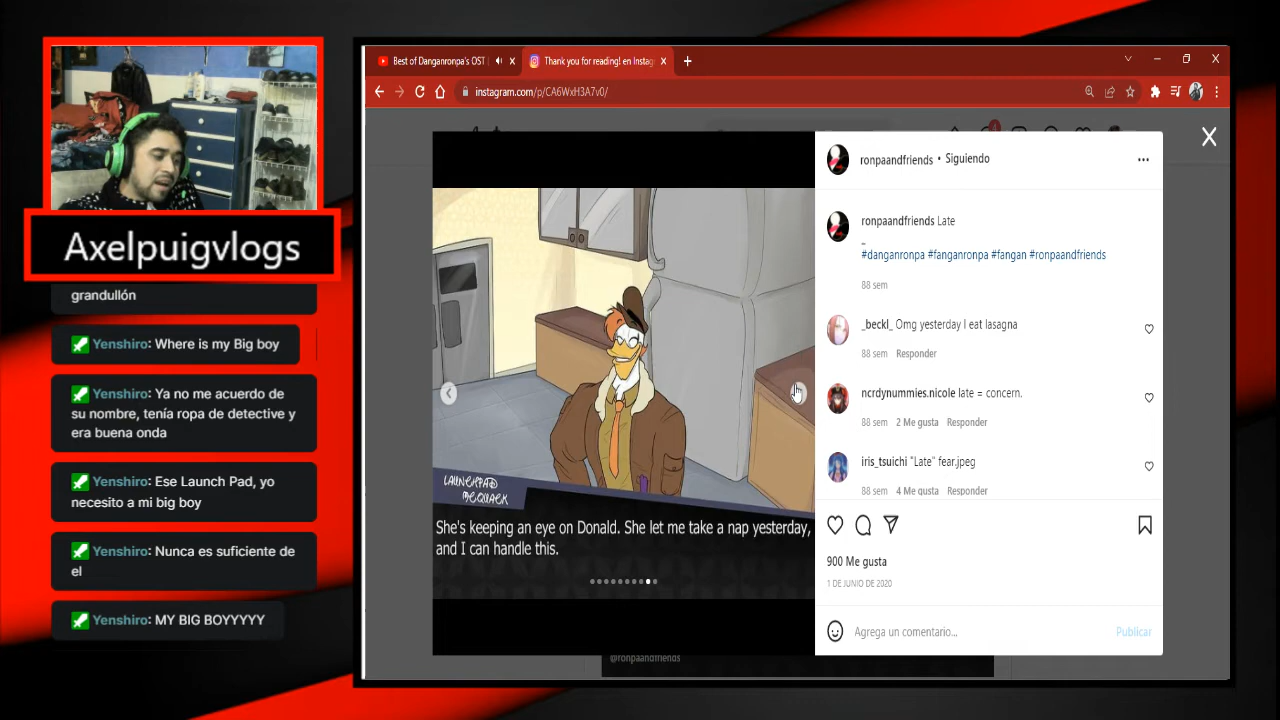 Axelpuigvlogs
grandullón
Yenshiro: Where is my Big boy
Yenshiro: Ya no me acuerdo de
su nombre, tenía ropa de detective y
era buena onda
Yenshiro: Ese Launch Pad, yo
necesito a mi big boy
Yenshiro: Nunca es suficiente de
el
Yenshiro: MY BIG BOYYYYY
Best of Danganronpa's OST
Thank you for reading! en Instag
instagram.com/p/CA6WxH3A7v0/
LAUNCHPAD
MCQUACK
She's keeping an eye on Donald. She let me take a nap yesterday,
and I can handle this.
ronpaandfriends • Siguiendo
ronpaandfriends Late
_
#danganronpa #fanganronpa #fangan #ronpaandfriends
88 sem
_beckl_ Omg yesterday I eat lasagna
88 sem Responder
ncrdynummies.nicole late = concern.
88 sem 2 Me gusta Responder
iris_tsuichi "Late" fear.jpeg
88 sem 4 Me gusta Responder
900 Me gusta
1 DE JUNIO DE 2020
Agrega un comentario...
Publicar
@ronpaandfriends